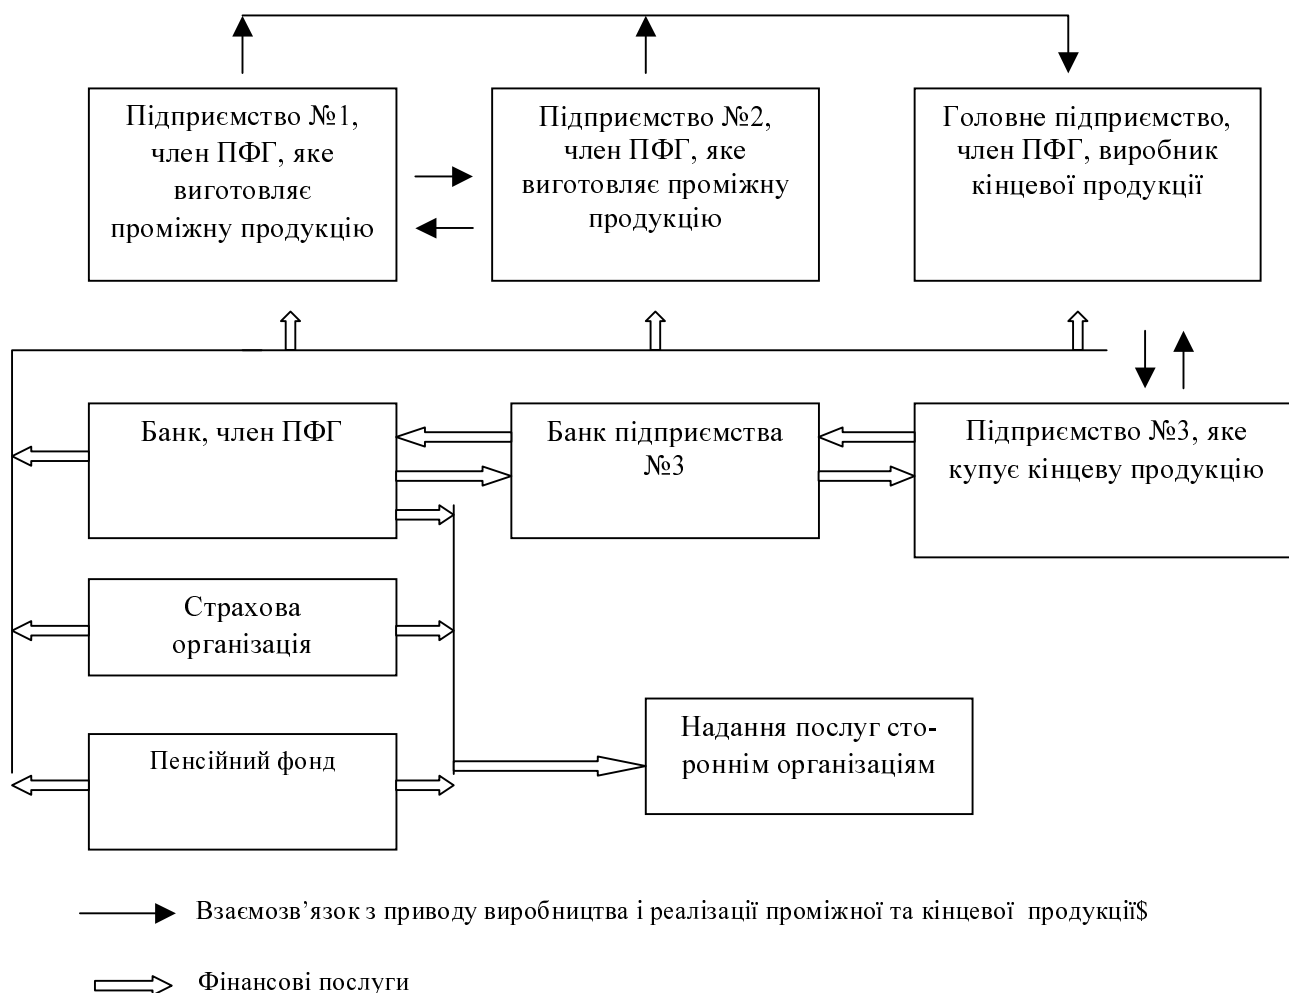 Підприємство №1,
член ПФГ, яке
виготовляє
проміжну продукцію
Підприємство №2,
член ПФГ, яке
виготовляє проміжну
продукцію
Головне підприємство,
член ПФГ, виробник
кінцевої продукції
Банк, член ПФГ
Банк підприємства
№3
Підприємство №3, яке
купує кінцеву продукцію
Страхова
організація
Пенсійний фонд
Надання послуг сто-
роннім організаціям
Взаємозв’язок з приводу виробництва і реалізації проміжної та кінцевої продукції$
Фінансові послуги